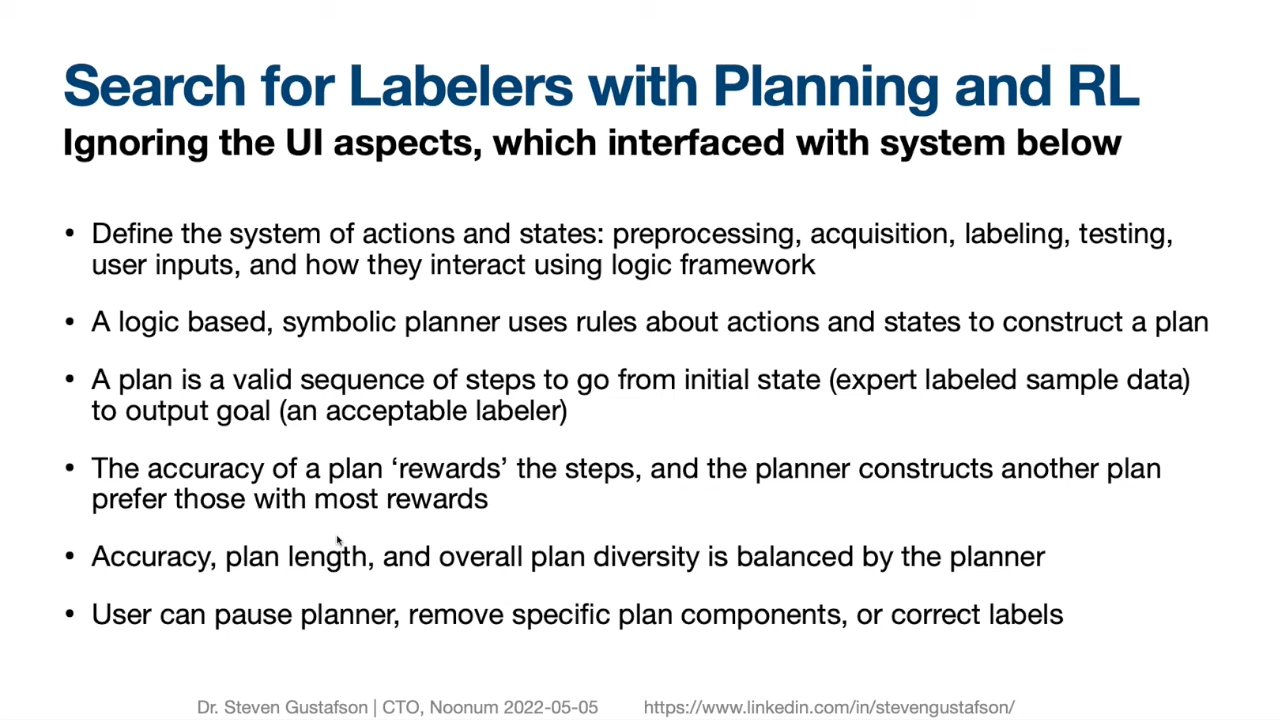 Search for Labelers with Planning and RL
Ignoring the UI aspects, which interfaced with system below
• Define the system of actions and states: preprocessing, acquisition, labeling, testing,
user inputs, and how they interact using logic framework
• A logic based, symbolic planner uses rules about actions and states to construct a plan
• A plan is a valid sequence of steps to go from initial state (expert labeled sample data)
to output goal (an acceptable labeler)
• The accuracy of a plan ‘rewards’ the steps, and the planner constructs another plan
prefer those with most rewards
• Accuracy, plan length, and overall plan diversity is balanced by the planner
• User can pause planner, remove specific plan components, or correct labels
Dr. Steven Gustafson | CTO, Noonum 2022-05-05 https://www.linkedin.com/in/stevengustafson/